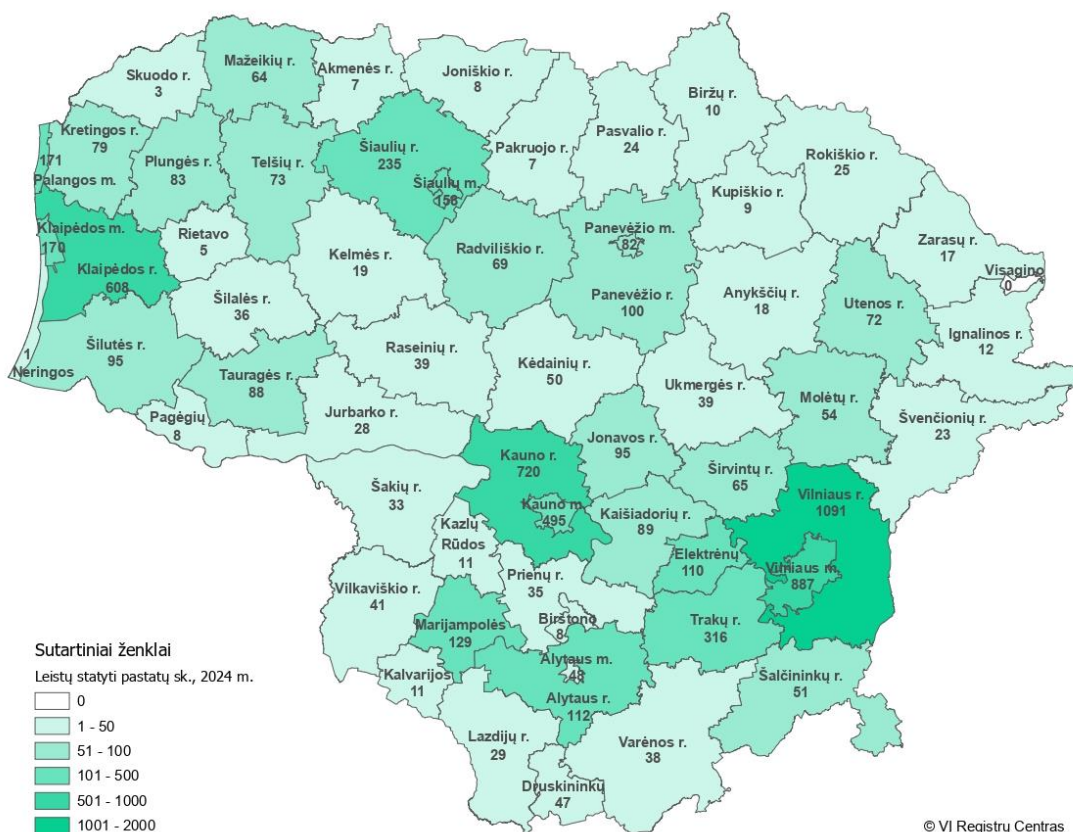 Skuodo r.
3
Mažeikių r.
64
Akmenės r.
7
Joniškio r.
8
Biržų r.
10
Kretingos r.
79
171
Palangos m.
Plungės r.
83
Telšių r.
73
Šiaulių r.
235
Šiaulių m.
158
Pakruojo r.
7
Pasvalio r.
24
Rokiškio r.
25
Kupiškio r.
9
Klaipėdos m.
170
Klaipėdos r.
608
Rietavo
5
Kelmės r.
19
Radviliškio r.
69
Panevėžio m.
82
Panevėžio r.
100
Anykščių r.
18
Utenos r.
72
Zarasų r.
17
Visagino
0
Ignalinos r.
12
Šilalės r.
36
Šilutės r.
95
1
Neringos
Tauragės r.
88
Raseinių r.
39
Kėdainių r.
50
Ukmergės r.
39
Molėtų r.
54
Švenčionių r.
23
Pagėgių
8
Jurbarko r.
28
Jonavos r.
95
Širvintų r.
65
Šakių r.
33
Kauno r.
720
Kauno m.
495
Kaišiadorių r.
89
Elektrėnų
110
Vilniaus r.
1091
Vilniaus m.
887
Kazlų
Rūdos
11
Prienų r.
35
Birštono
8
Trakų r.
316
Vilkaviškio r.
41
Marijampolės
129
Kalvarijos
11
Alytaus m.
48
Alytaus r.
112
Šalčininkų r.
51
Lazdijų r.
29
Varėnos r.
38
Druskininkų
47
Sutartiniai ženklai
Leistų statyti pastatų sk., 2024 m.
0
1 - 50
51 - 100
101 - 500
501 - 1000
1001 - 2000
© VĮ Registrų Centras